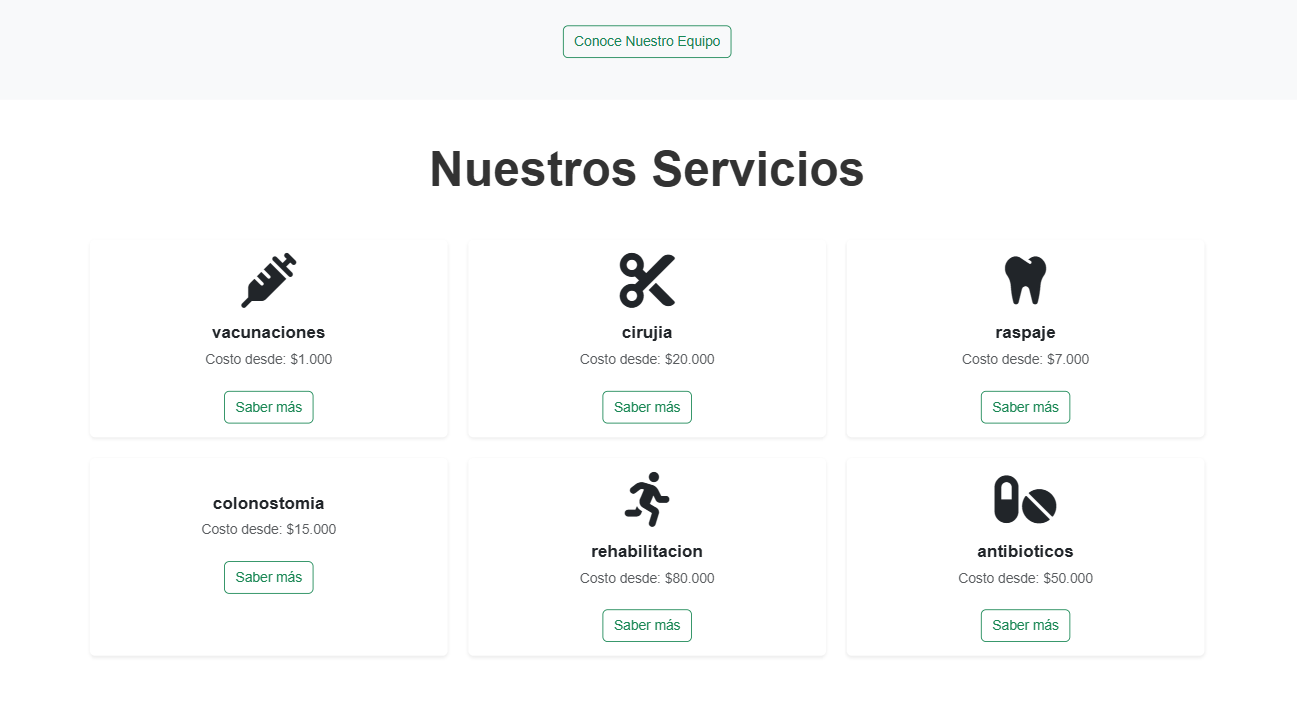 Conoce Nuestro Equipo
Nuestros Servicios
vacunaciones
Costo desde: $1.000
Saber más
cirujia
Costo desde: $20.000
Saber más
raspaje
Costo desde: $7.000
Saber más
colonostomia
Costo desde: $15.000
Saber más
rehabilitacion
Costo desde: $80.000
Saber más
antibioticos
Costo desde: $50.000
Saber más